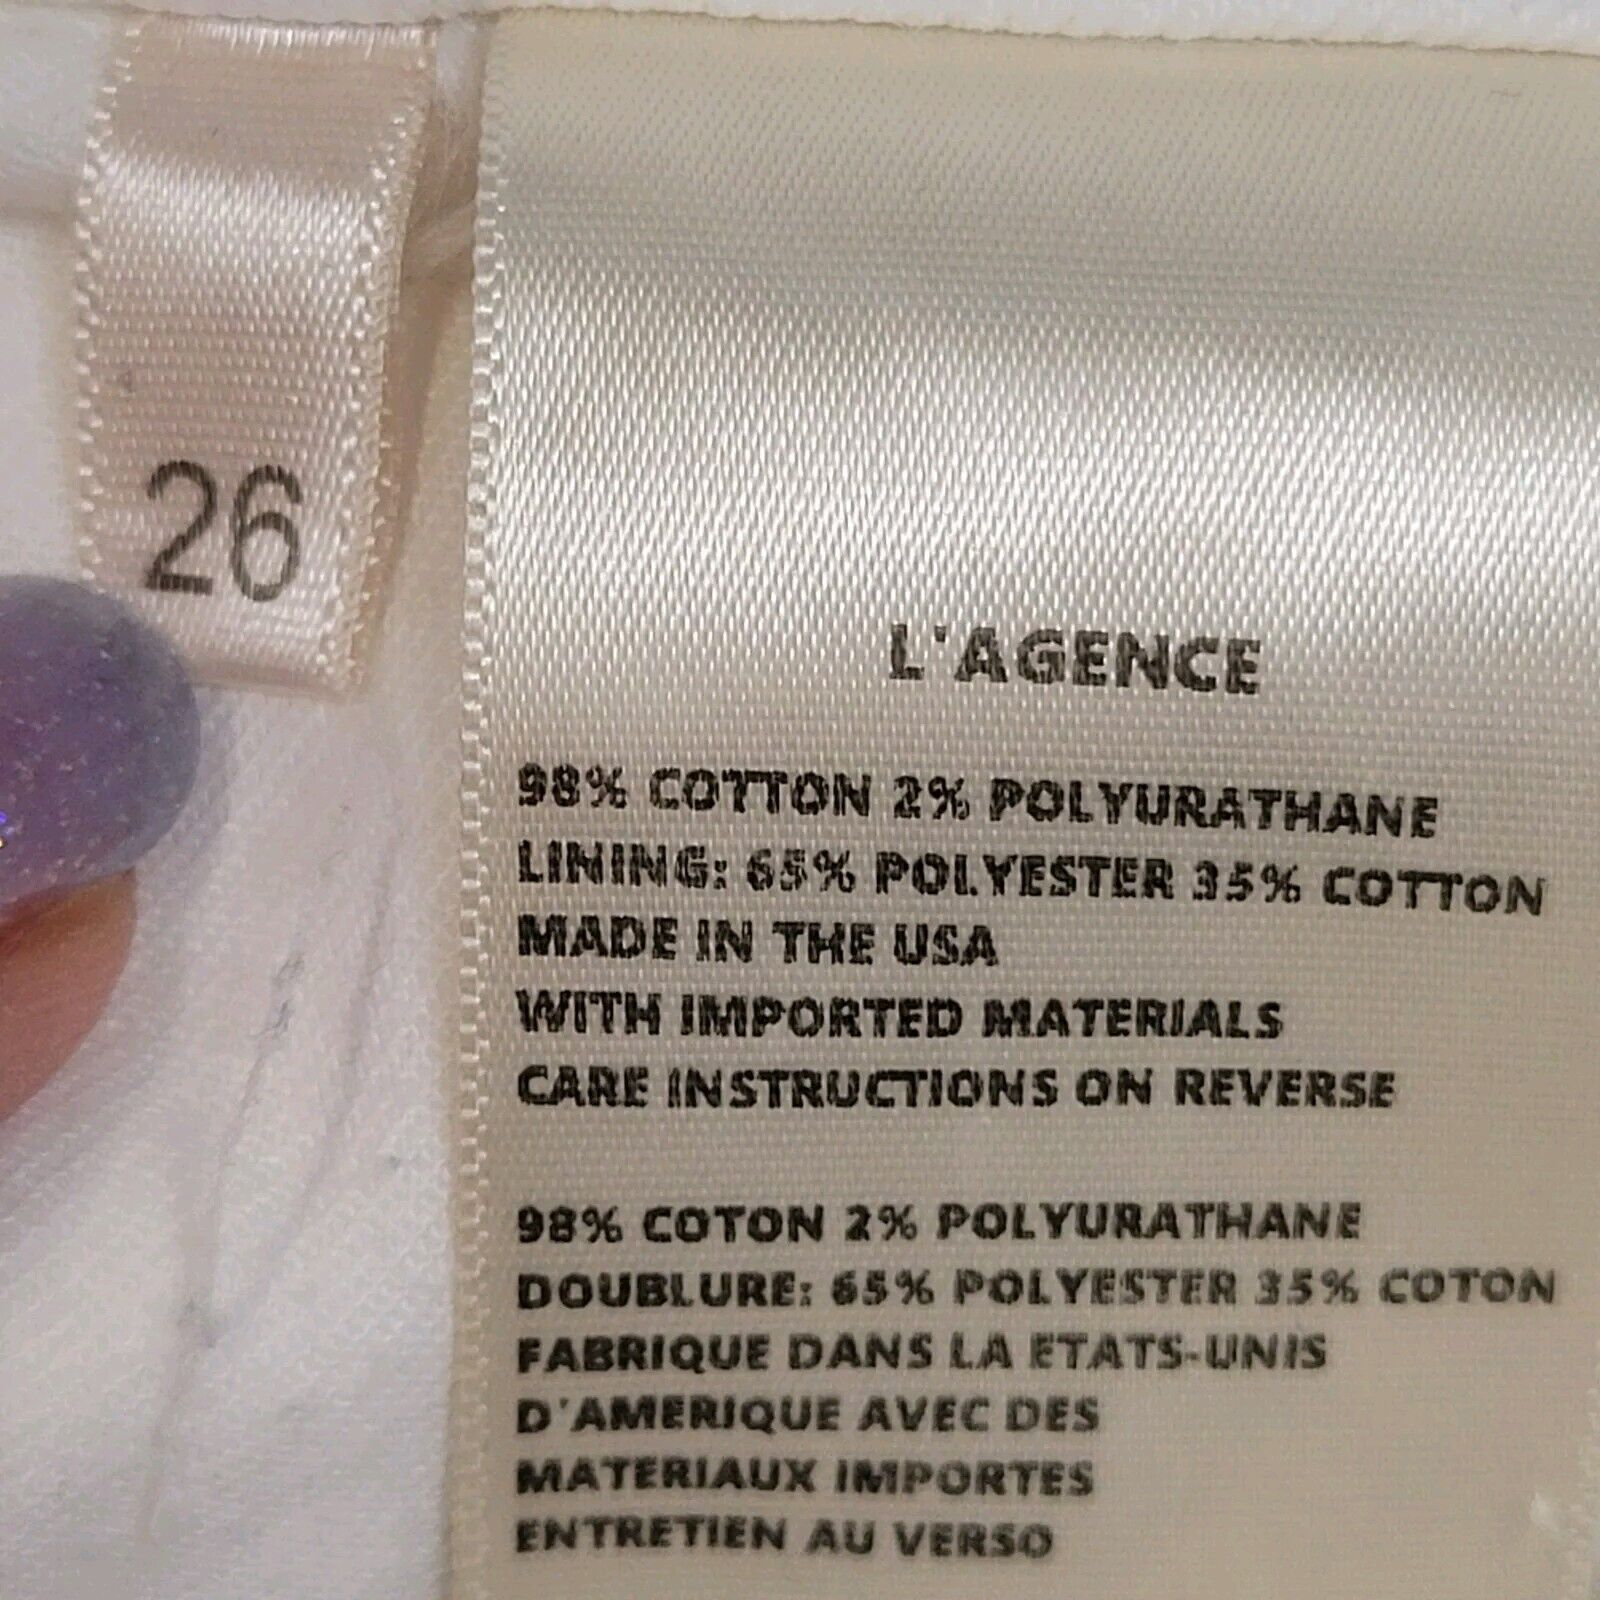 26
L'AGENCE
98% COTTON 2% POLYURATHANE
LINING: 65% POLYESTER 35% COTTON
MADE IN THE USA
WITH IMPORTED MATERIALS
CARE INSTRUCTIONS ON REVERSE
98% COTON 2% POLYURATHANE
DOUBLURE: 65% POLYESTER 35% COTON
FABRIQUE DANS LA ETATS-UNIS
D'AMERIQUE AVEC DES
MATERIAUX IMPORTES
ENTRETIEN AU VERSO